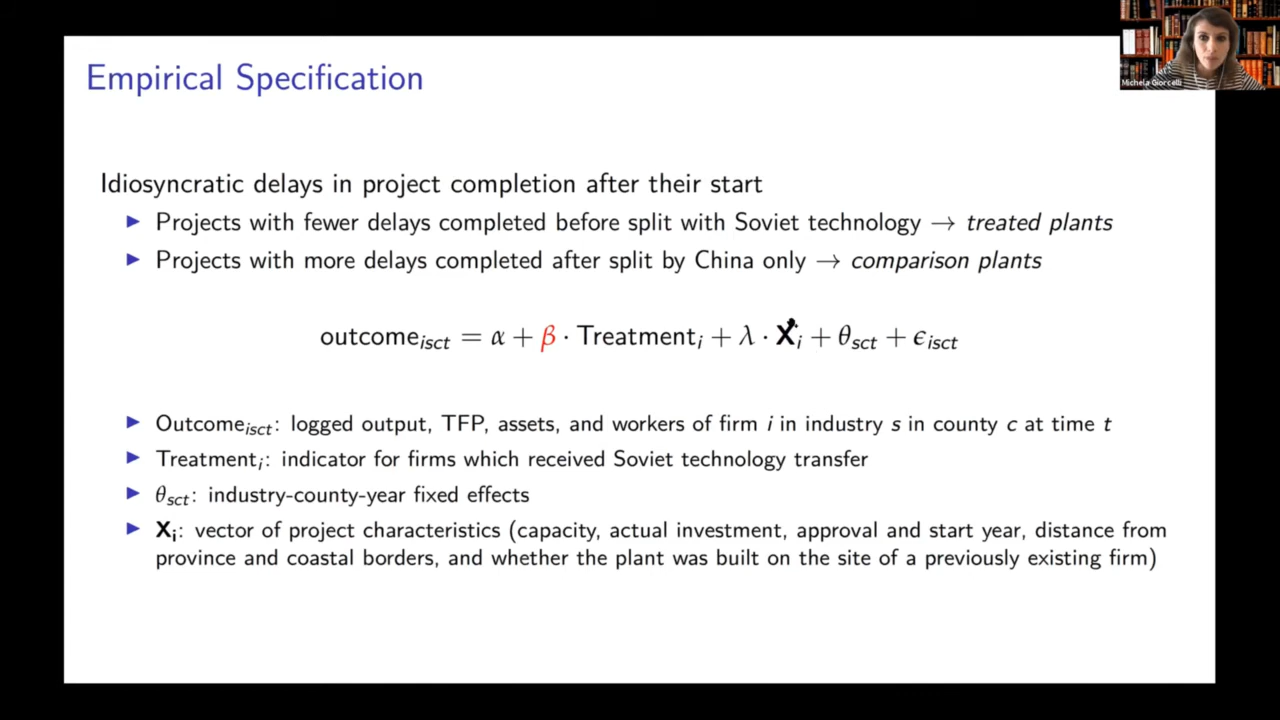 Michela Giorcelli
Empirical Specification
Idiosyncratic delays in project completion after their start
▶ Projects with fewer delays completed before split with Soviet technology → treated plants
▶ Projects with more delays completed after split by China only → comparison plants
outcome_isct = α + β · Treatment_i + λ · X_i + θ_sct + ϵ_isct
▶ Outcome_isct: logged output, TFP, assets, and workers of firm i in industry s in county c at time t
▶ Treatment_i: indicator for firms which received Soviet technology transfer
▶ θ_sct: industry-county-year fixed effects
▶ X_i: vector of project characteristics (capacity, actual investment, approval and start year, distance from
province and coastal borders, and whether the plant was built on the site of a previously existing firm)